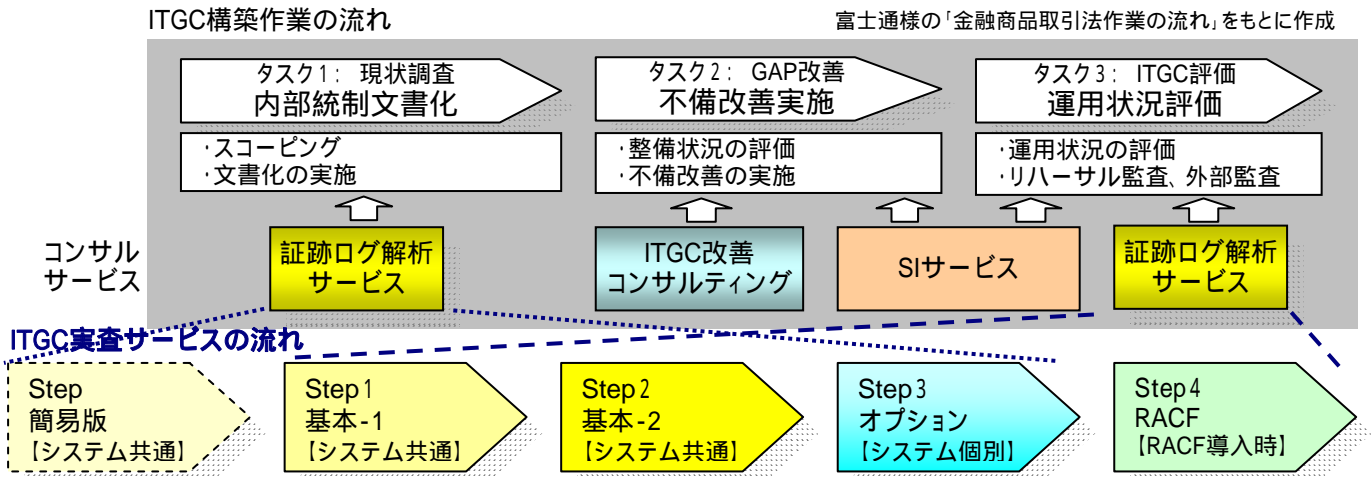 ITGC構築作業の流れ
富士通様の「金融商品取引法作業の流れ」をもとに作成
タスク1: 現状調査
内部統制文書化
タスク2: GAP改善
不備改善実施
タスク3: ITGC評価
運用状況評価
・スコーピング
・文書化の実施
・整備状況の評価
・不備改善の実施
・運用状況の評価
・リハーサル監査、外部監査
コンサル
サービス
証跡ログ解析
サービス
ITGC改善
コンサルティング
SIサービス
証跡ログ解析
サービス
ITGC実査サービスの流れ
Step
簡易版
【システム共通】
Step1
基本-1
【システム共通】
Step2
基本-2
【システム共通】
Step3
オプション
【システム個別】
Step4
RACF
【RACF導入時】